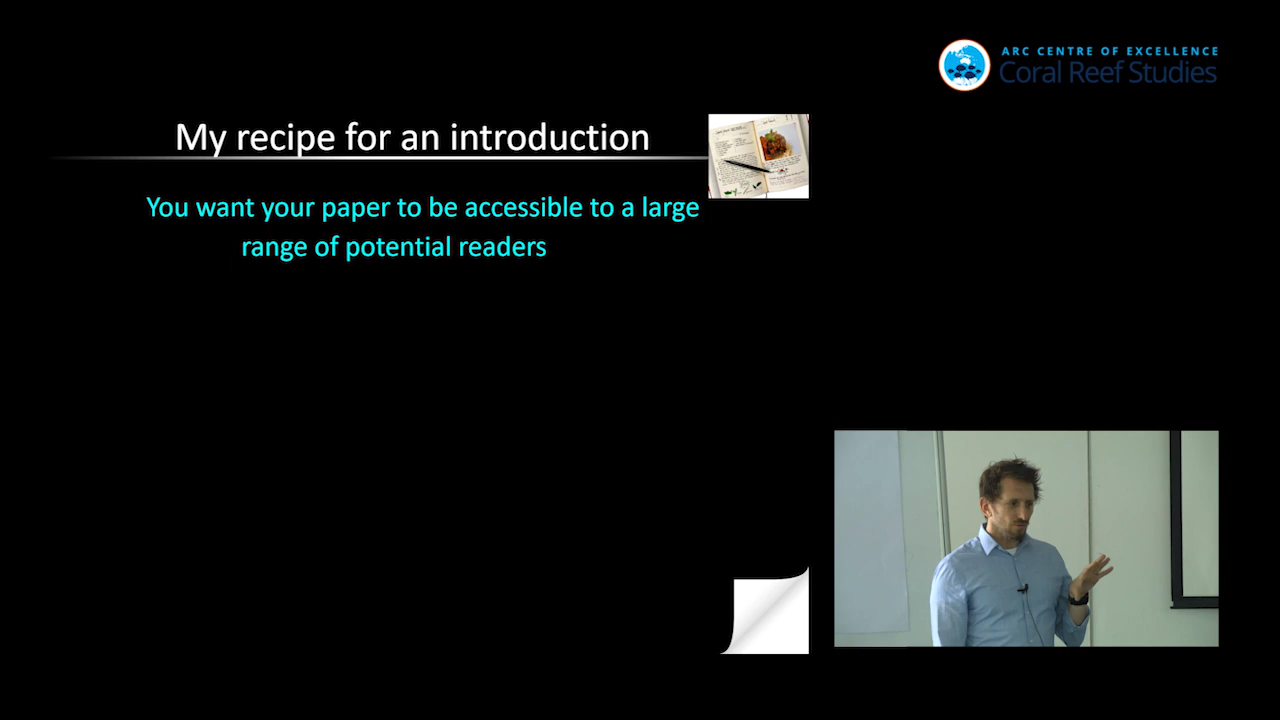 ARC CENTRE OF EXCELLENCE
Coral Reef Studies
My recipe for an introduction
You want your paper to be accessible to a large
range of potential readers